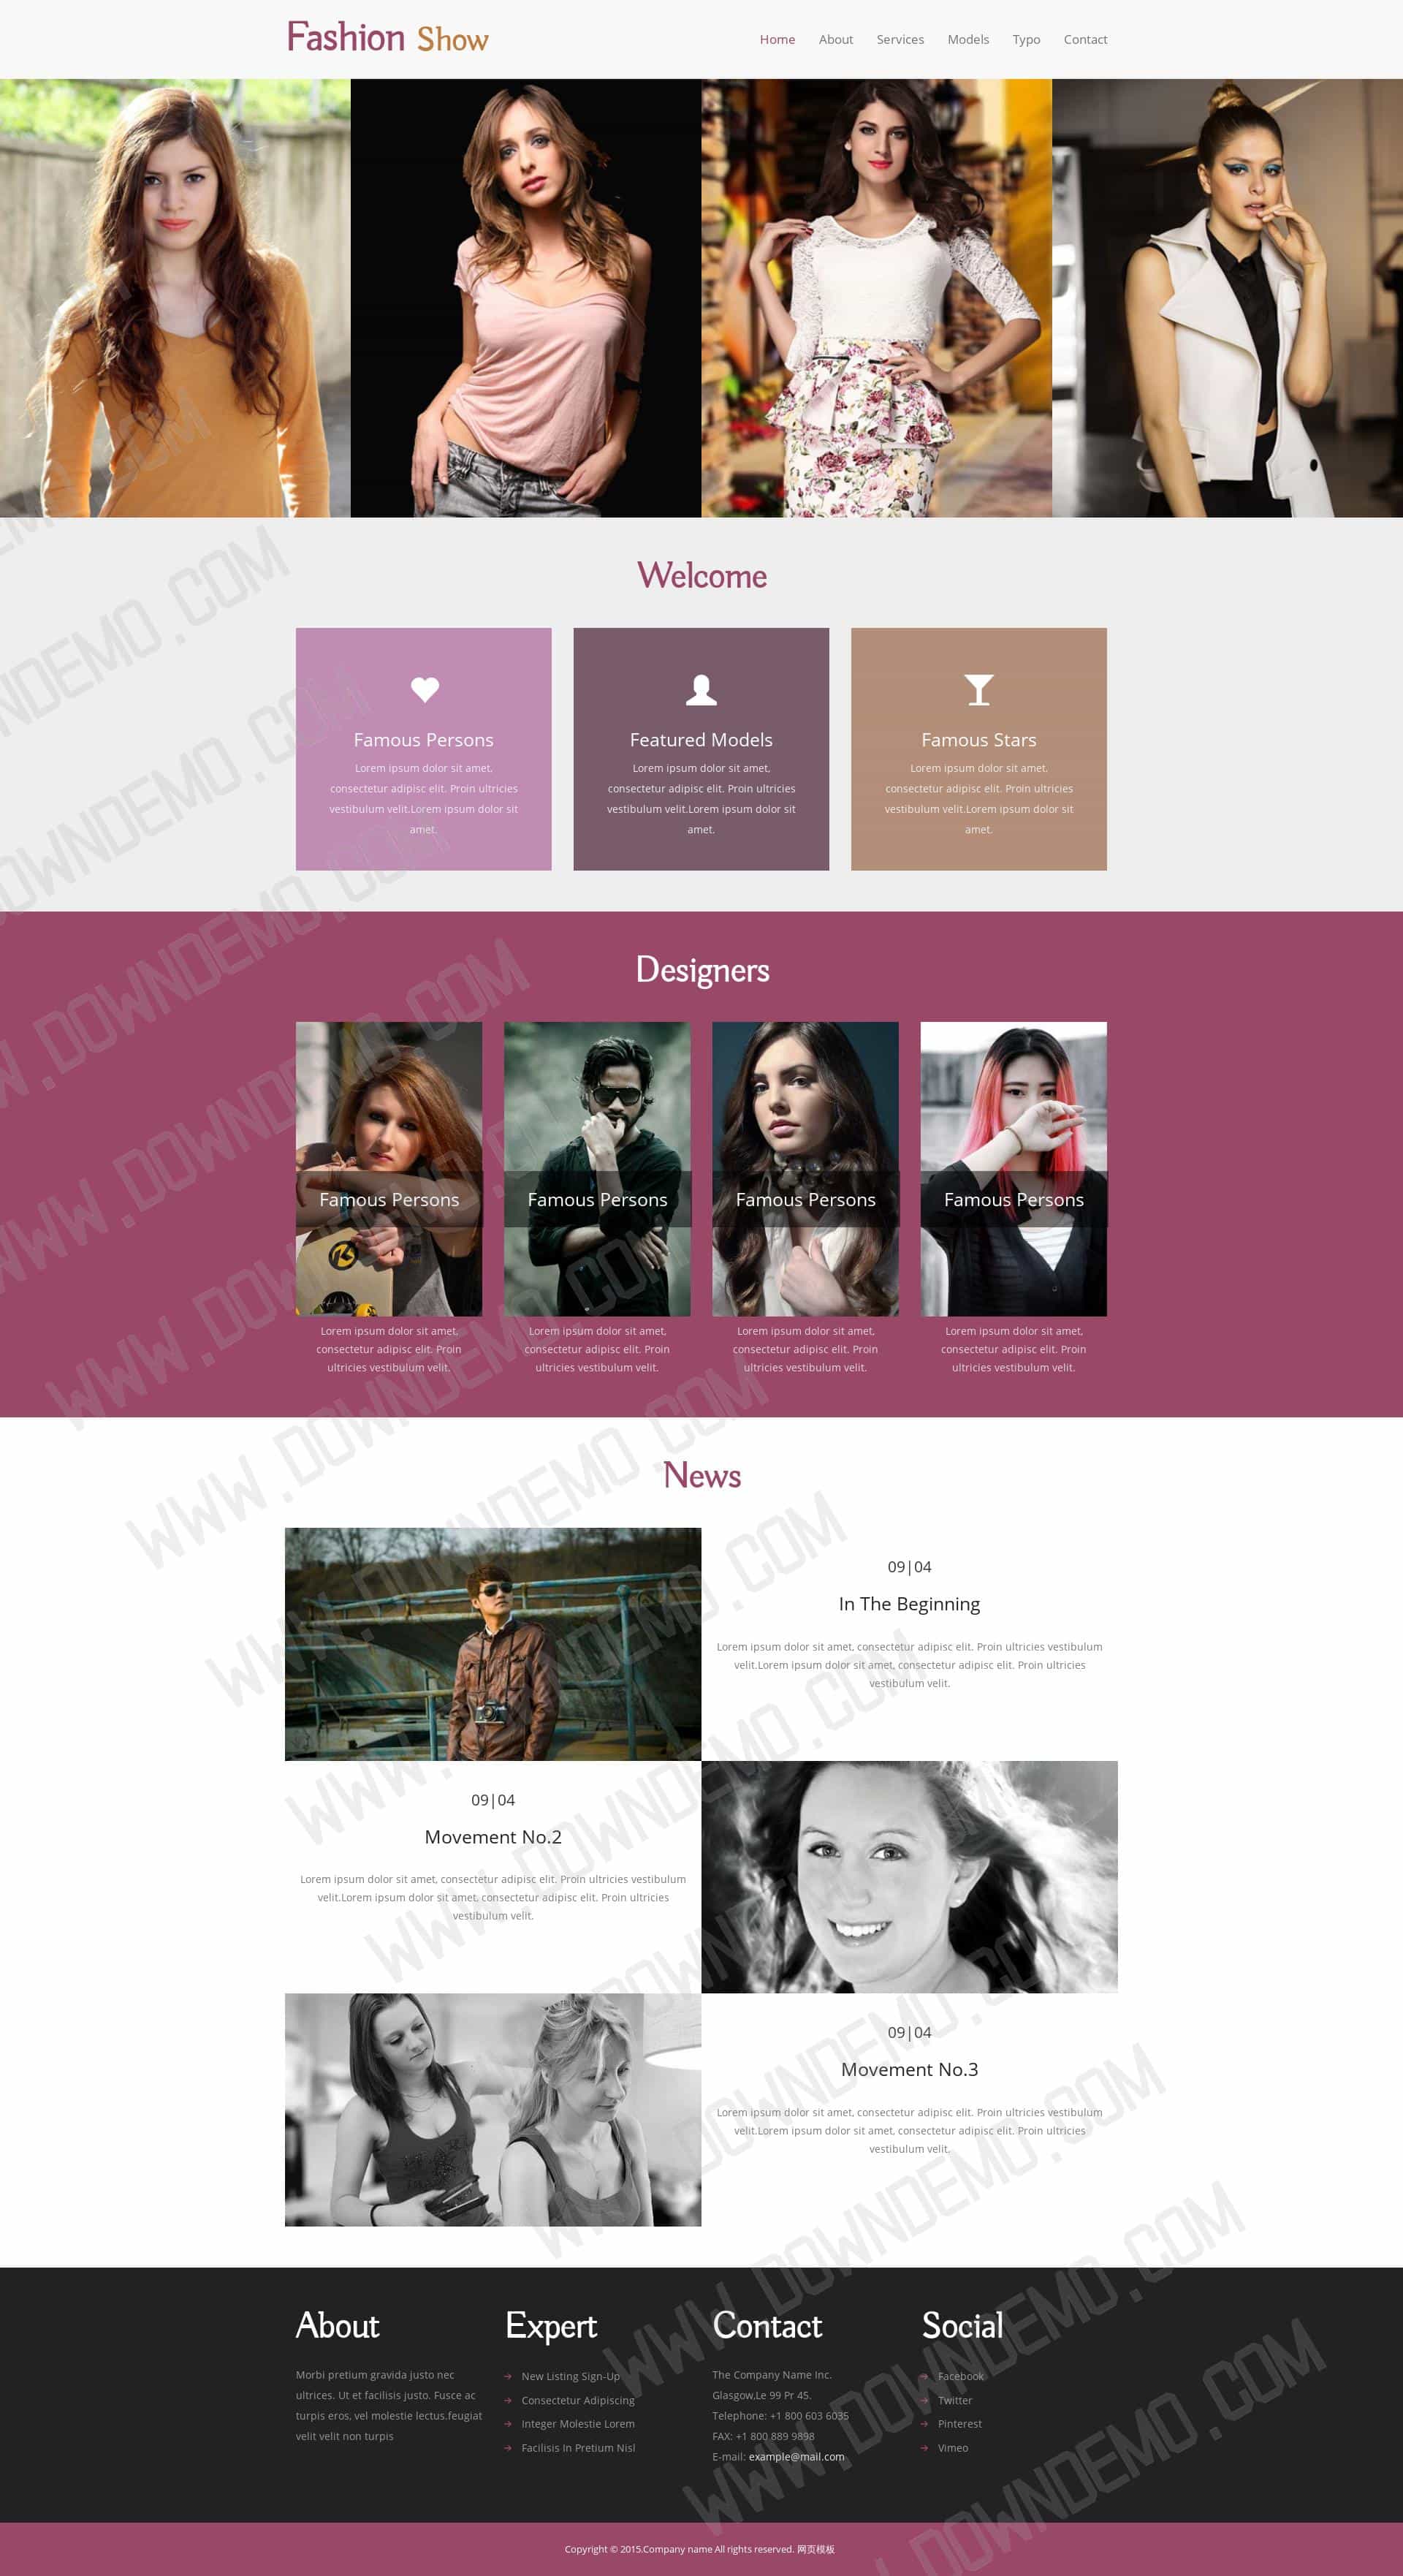 Fashion Show
Home About Services Models Typo Contact
Welcome
Famous Persons
Lorem ipsum dolor sit amet,
consectetur adipisc elit. Proin ultricies
vestibulum velit.Lorem ipsum dolor sit
amet.
Featured Models
Lorem ipsum dolor sit amet,
consectetur adipisc elit. Proin ultricies
vestibulum velit.Lorem ipsum dolor sit
amet.
Famous Stars
Lorem ipsum dolor sit amet,
consectetur adipisc elit. Proin ultricies
vestibulum velit.Lorem ipsum dolor sit
amet.
Designers
Famous Persons
Lorem ipsum dolor sit amet,
consectetur adipisc elit. Proin
ultricies vestibulum velit.
Famous Persons
Lorem ipsum dolor sit amet,
consectetur adipisc elit. Proin
ultricies vestibulum velit.
Famous Persons
Lorem ipsum dolor sit amet,
consectetur adipisc elit. Proin
ultricies vestibulum velit.
Famous Persons
Lorem ipsum dolor sit amet,
consectetur adipisc elit. Proin
ultricies vestibulum velit.
News
09|04
In The Beginning
Lorem ipsum dolor sit amet, consectetur adipisc elit. Proin ultricies vestibulum
velit.Lorem ipsum dolor sit amet, consectetur adipisc elit. Proin ultricies
vestibulum velit.
09|04
Movement No.2
Lorem ipsum dolor sit amet, consectetur adipisc elit. Proin ultricies vestibulum
velit.Lorem ipsum dolor sit amet, consectetur adipisc elit. Proin ultricies
vestibulum velit.
09|04
Movement No.3
Lorem ipsum dolor sit amet, consectetur adipisc elit. Proin ultricies vestibulum
velit.Lorem ipsum dolor sit amet, consectetur adipisc elit. Proin ultricies
vestibulum velit.
About
Morbi pretium gravida justo nec
ultrices. Ut et facilisis justo. Fusce ac
turpis eros, vel molestie lectus.feugiat
velit velit non turpis
Expert
New Listing Sign-Up
Consectetur Adipiscing
Integer Molestie Lorem
Facilisis In Pretium Nisl
Contact
The Company Name Inc.
Glasgow,Le 99 Pr 45.
Telephone: +1 800 603 6035
FAX: +1 800 889 9898
E-mail: example@mail.com
Social
Facebook
Twitter
Pinterest
Vimeo
Copyright © 2015.Company name All rights reserved. 网页模板
WWW.DOWNDEMO.COM